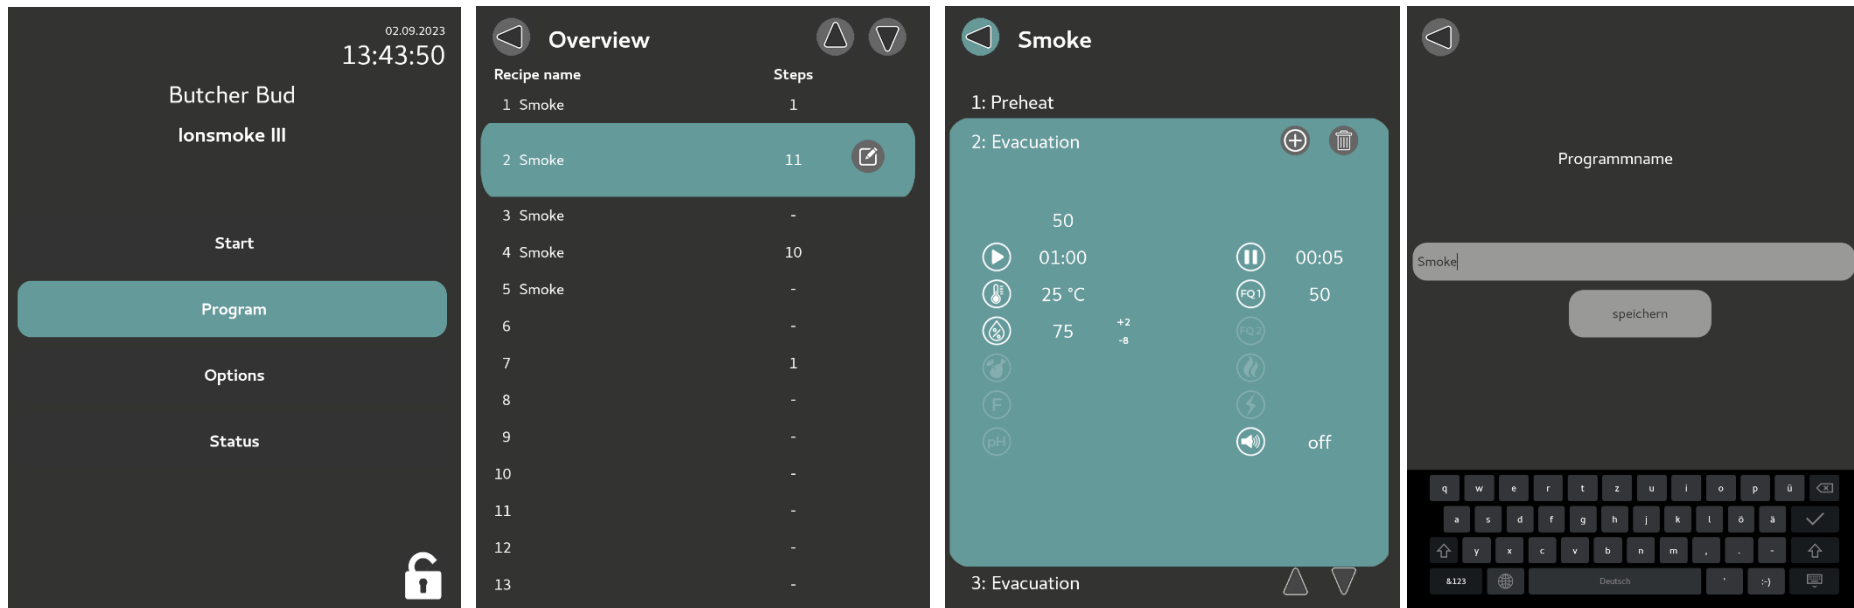 02.09.2023
13:43:50
Butcher Bud
Ionsmoke III
Start
Program
Options
Status
Overview
Recipe name Steps
1 Smoke 1
2 Smoke 11
3 Smoke -
4 Smoke 10
5 Smoke -
6 -
7 1
8 -
9 -
10 -
11 -
12 -
13 -
Smoke
1: Preheat
2: Evacuation
50
01:00 00:05
25 °C FQ1 50
% 75 +2 -8 FQ2
F
pH off
3: Evacuation
Programmname
Smoke
speichern
q w e r t z u i o p ü
a s d f g h j k l ö ä
y x c v b n m , . -
&123 Deutsch ' :-)